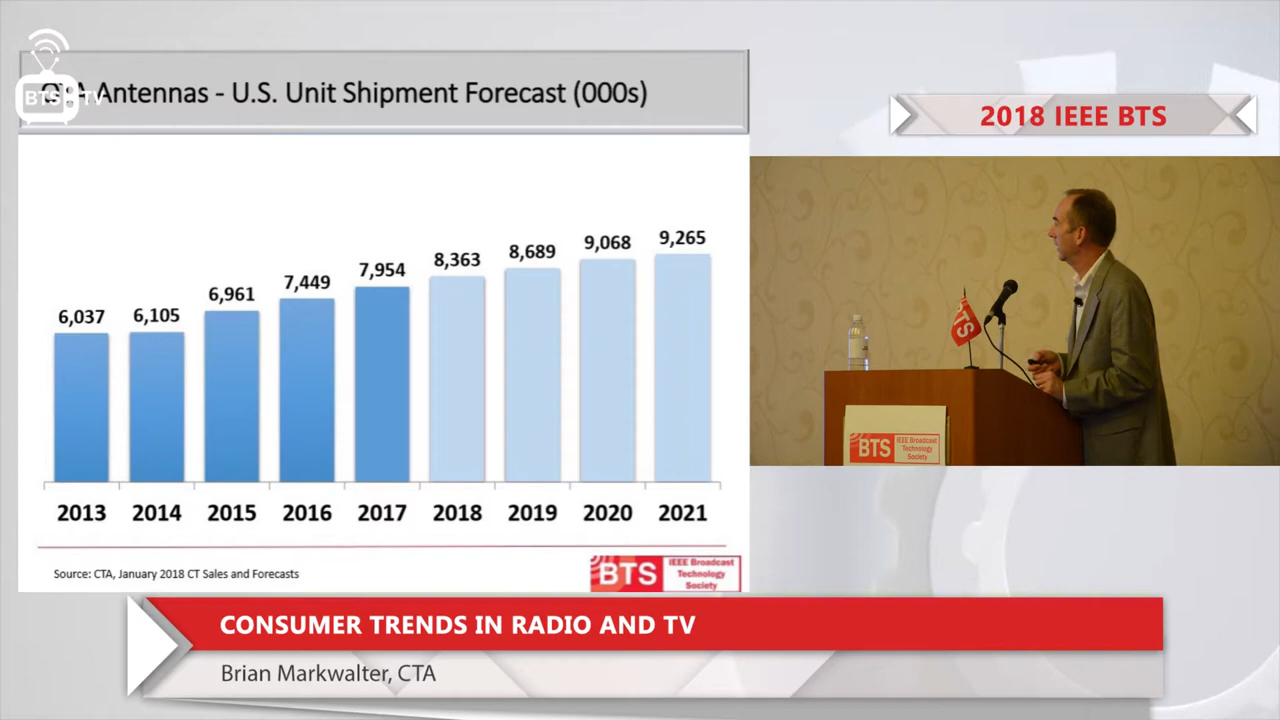 BTS TV
Antennas - U.S. Unit Shipment Forecast (000s)
2018 IEEE BTS
6,037
6,105
6,961
7,449
7,954
8,363
8,689
9,068
9,265
2013 2014 2015 2016 2017 2018 2019 2020 2021
Source: CTA, January 2018 CT Sales and Forecasts
BTS
IEEE Broadcast
Technology
Society
BTS
BTS
IEEE Broadcast
Technology
Society
CONSUMER TRENDS IN RADIO AND TV
Brian Markwalter, CTA